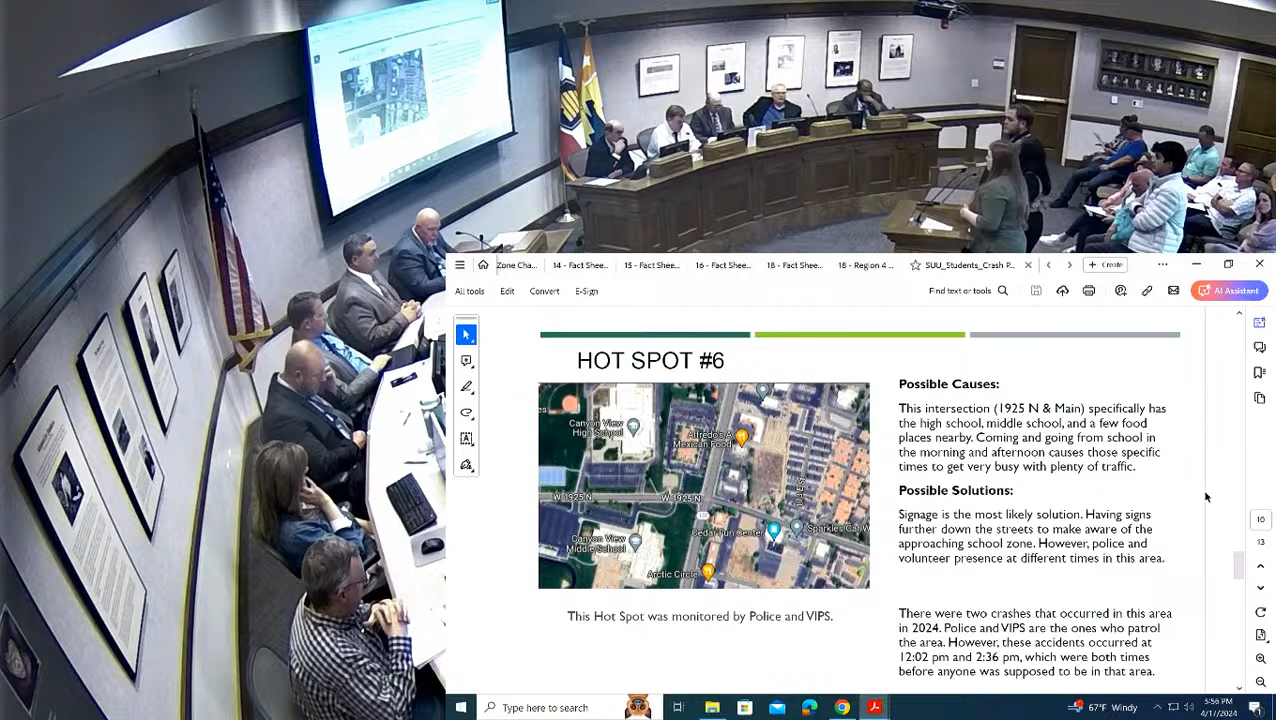 Zone Cha...
14 - Fact Shee...
15 - Fact Shee...
16 - Fact Shee...
18 - Fact Shee...
18 - Region 4 ...
SUU_Students_Crash P...
Create
All tools
Edit
Convert
E-Sign
Find text or tools
AI Assistant
HOT SPOT #6
Possible Causes:
This intersection (1925 N & Main) specifically has
the high school, middle school, and a few food
places nearby. Coming and going from school in
the morning and afternoon causes those specific
times to get very busy with plenty of traffic.
Possible Solutions:
Signage is the most likely solution. Having signs
further down the streets to make aware of the
approaching school zone. However, police and
volunteer presence at different times in this area.
There were two crashes that occurred in this area
in 2024. Police and VIPS are the ones who patrol
the area. However, these accidents occurred at
12:02 pm and 2:36 pm, which were both times
before anyone was supposed to be in that area.
Canyon View
High School
Alfredo's
Mexican Food
W 1925 N
W 1925 N
Canyon View
Middle School
Cedar Fun Center
Sparkles Car W
Arctic Circle
This Hot Spot was monitored by Police and VIPS.
10
13
Type here to search
67°F Windy
5:56 PM
4/17/2024